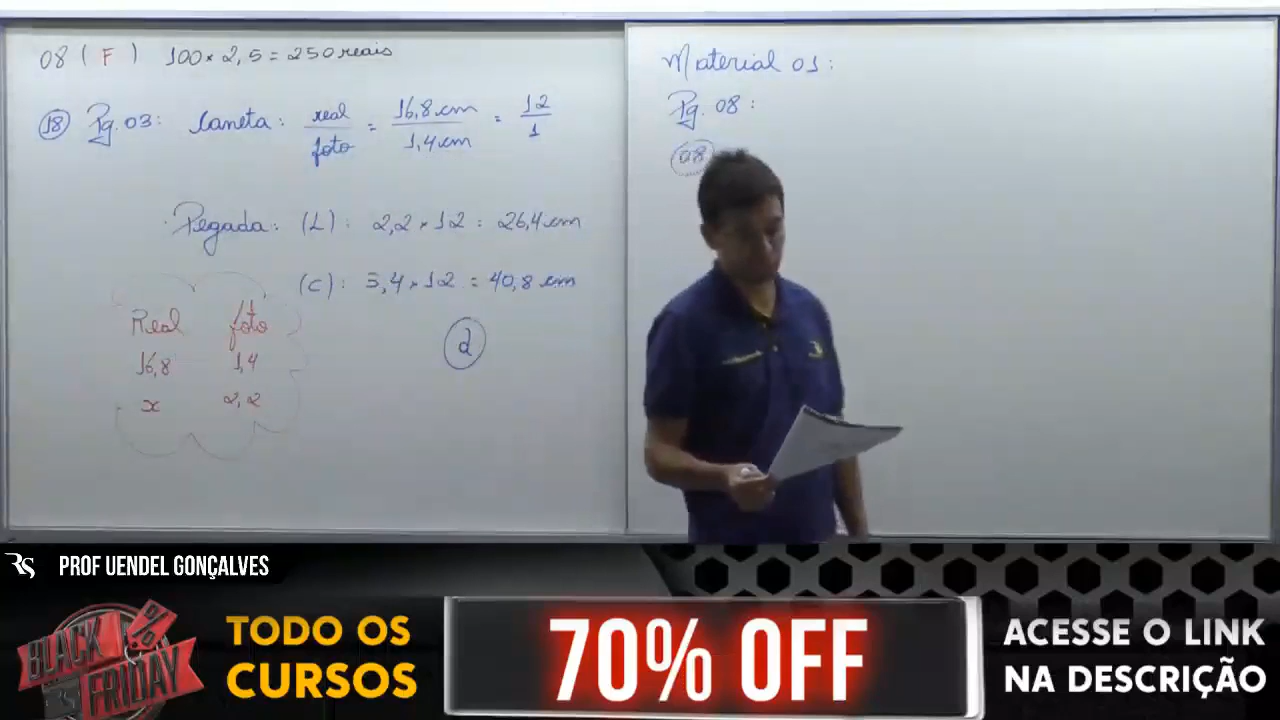 08 ( F ) 100 × 2,5 = 250 reais
18 Pg. 03: Caneta: real/foto = 16,8 cm/1,4 cm = 12/1
Pegada: (L): 2,2 × 12 = 26,4 cm
(C): 3,4 × 12 = 40,8 cm
Real foto
16,8 1,4
x 2,2
d
Material 01:
Pg. 08:
08
RS PROF UENDEL GONÇALVES
BLACK
FRIDAY
%
TODO OS
CURSOS
70% OFF
ACESSE O LINK
NA DESCRIÇÃO